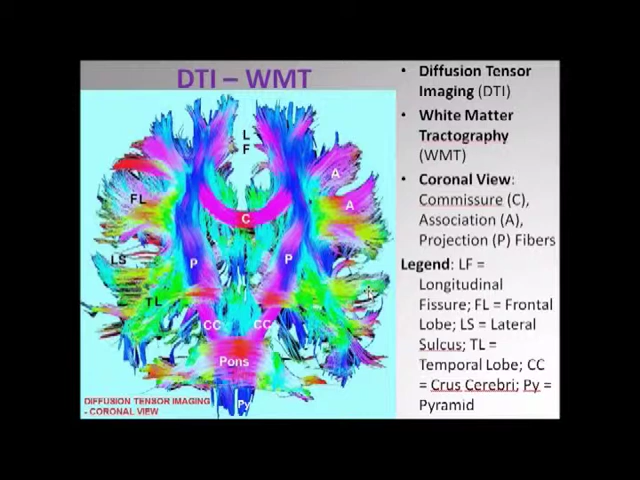 DTI – WMT
L
F
A
FL
A
C
LS
P
P
TL
CC
CC
Pons
Py
DIFFUSION TENSOR IMAGING
- CORONAL VIEW
• Diffusion Tensor
Imaging (DTI)
• White Matter
Tractography
(WMT)
• Coronal View:
Commissure (C),
Association (A),
Projection (P) Fibers
Legend: LF =
Longitudinal
Fissure; FL = Frontal
Lobe; LS = Lateral
Sulcus; TL =
Temporal Lobe; CC
= Crus Cerebri; Py =
Pyramid